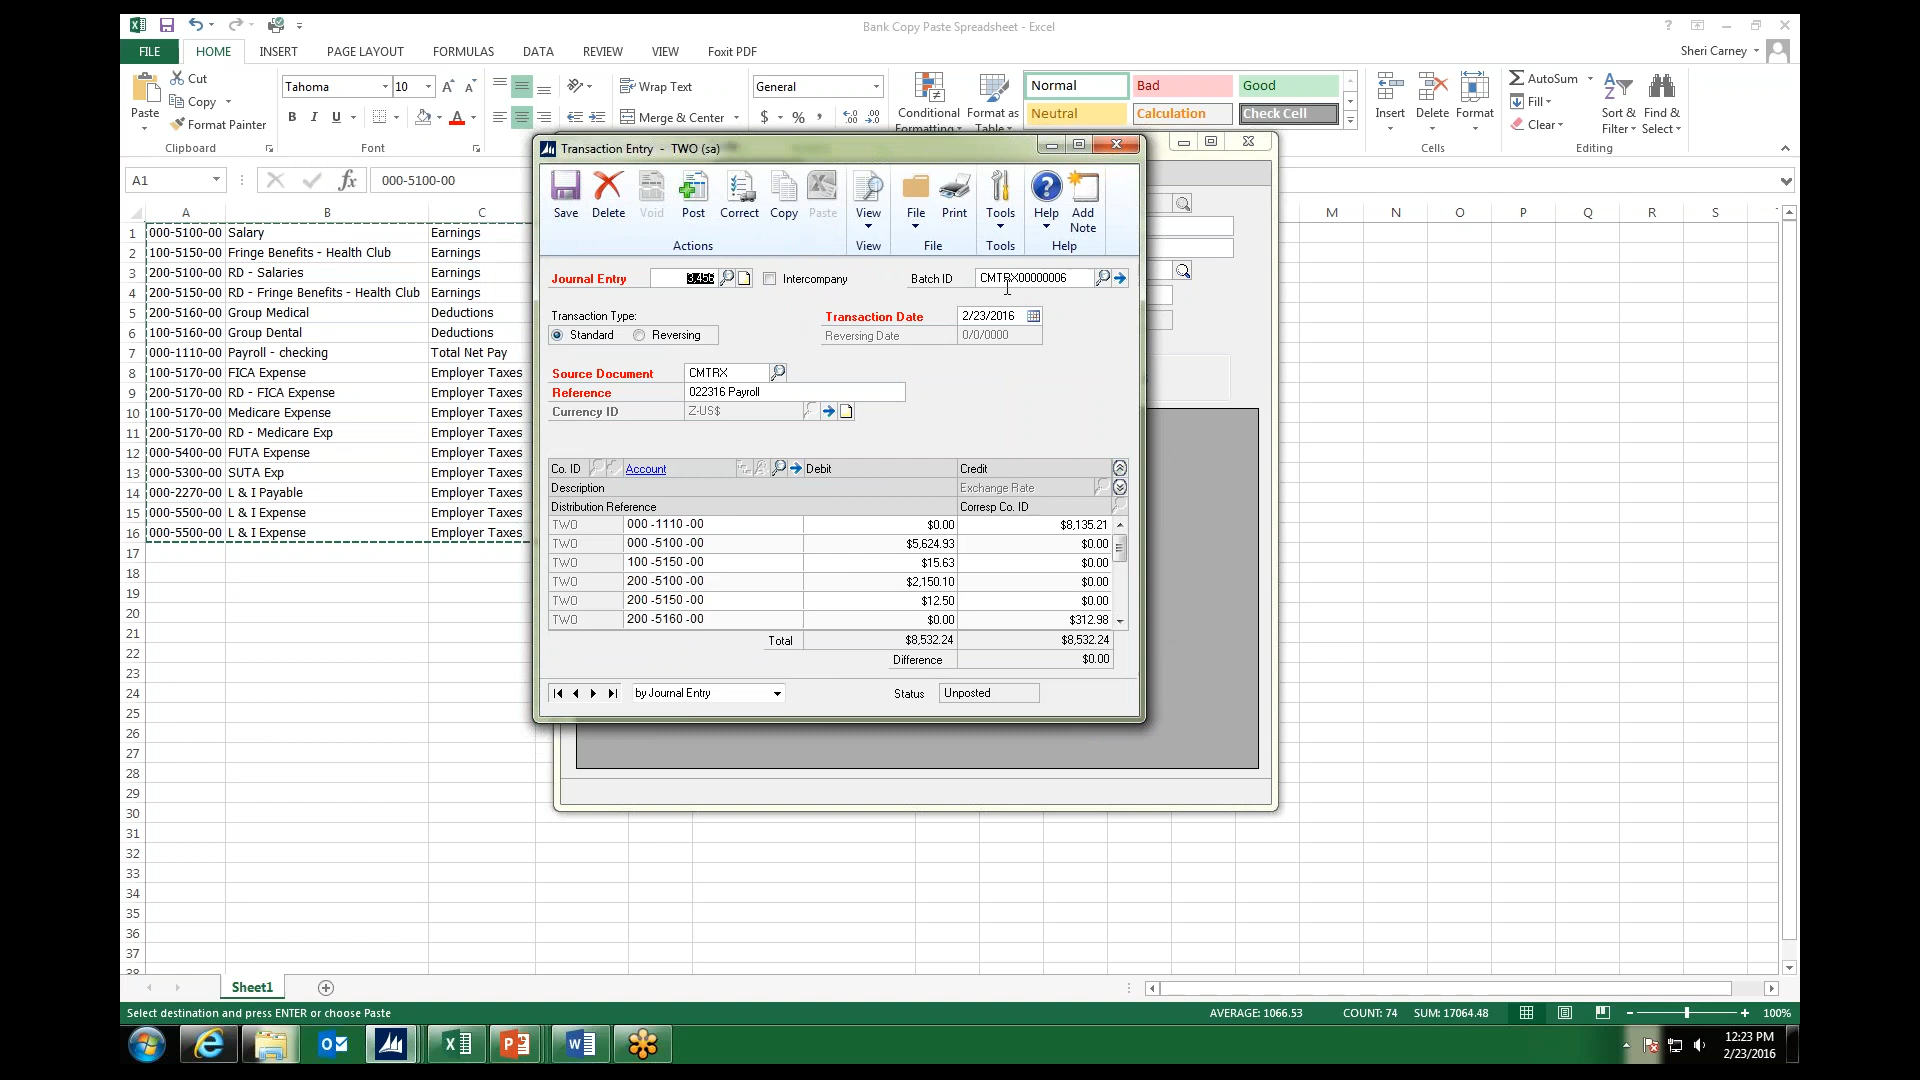 Bank Copy Paste Spreadsheet - Excel
FILE HOME INSERT PAGE LAYOUT FORMULAS DATA REVIEW VIEW Foxit PDF Sheri Carney
Paste Cut Copy Format Painter Clipboard
Tahoma 10 B I U Font
Wrap Text Merge & Center
General $ % ,
Conditional Formatting Format as Table
Normal Bad Good
Neutral Calculation Check Cell
Insert Delete Format Cells
AutoSum Fill Clear Sort & Filter Find & Select Editing
A1 fx 000-5100-00
A B C M N O P Q R S
1 000-5100-00 Salary Earnings
2 100-5150-00 Fringe Benefits - Health Club Earnings
3 200-5100-00 RD - Salaries Earnings
4 200-5150-00 RD - Fringe Benefits - Health Club Earnings
5 200-5160-00 Group Medical Deductions
6 100-5160-00 Group Dental Deductions
7 000-1110-00 Payroll - checking Total Net Pay
8 100-5170-00 FICA Expense Employer Taxes
9 200-5170-00 RD - FICA Expense Employer Taxes
10 100-5170-00 Medicare Expense Employer Taxes
11 200-5170-00 RD - Medicare Exp Employer Taxes
12 000-5400-00 FUTA Expense Employer Taxes
13 000-5300-00 SUTA Exp Employer Taxes
14 000-2270-00 L & I Payable Employer Taxes
15 000-5500-00 L & I Expense Employer Taxes
16 000-5500-00 L & I Expense Employer Taxes
17
18
19
20
21
22
23
24
25
26
27
28
29
30
31
32
33
34
35
36
37
38
Transaction Entry - TWO (sa)
Save Delete Void Post Correct Copy Paste View File Print Tools Help Add Note
Actions View File Tools Help
Journal Entry 3,456 Intercompany Batch ID CMTRX00000006
Transaction Type: Transaction Date 2/23/2016
Standard Reversing Reversing Date 0/0/0000
Source Document CMTRX
Reference 022316 Payroll
Currency ID Z-US$
Co. ID Account Debit Credit
Description Exchange Rate
Distribution Reference Corresp Co. ID
TWO 000 -1110 -00 $0.00 $8,135.21
TWO 000 -5100 -00 $5,624.93 $0.00
TWO 100 -5150 -00 $15.63 $0.00
TWO 200 -5100 -00 $2,150.10 $0.00
TWO 200 -5150 -00 $12.50 $0.00
TWO 200 -5160 -00 $0.00 $312.98
Total $8,532.24 $8,532.24
Difference $0.00
by Journal Entry Status Unposted
Sheet1
Select destination and press ENTER or choose Paste AVERAGE: 1066.53 COUNT: 74 SUM: 17064.48 100%
12:23 PM
2/23/2016